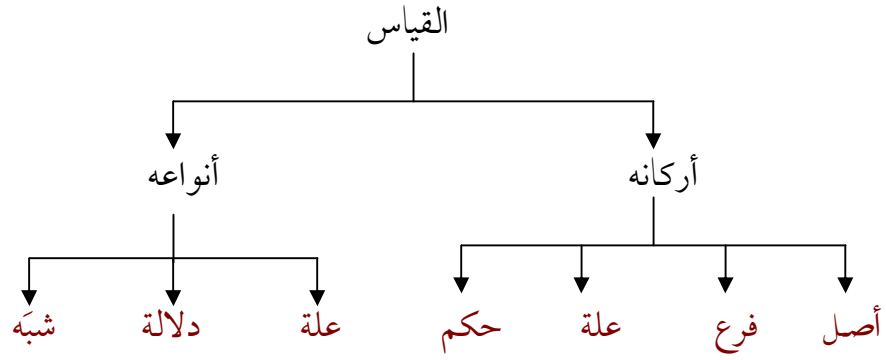 القياس
أركانه أنواعه
أصل فرع علة حكم علة دلالة شبَه